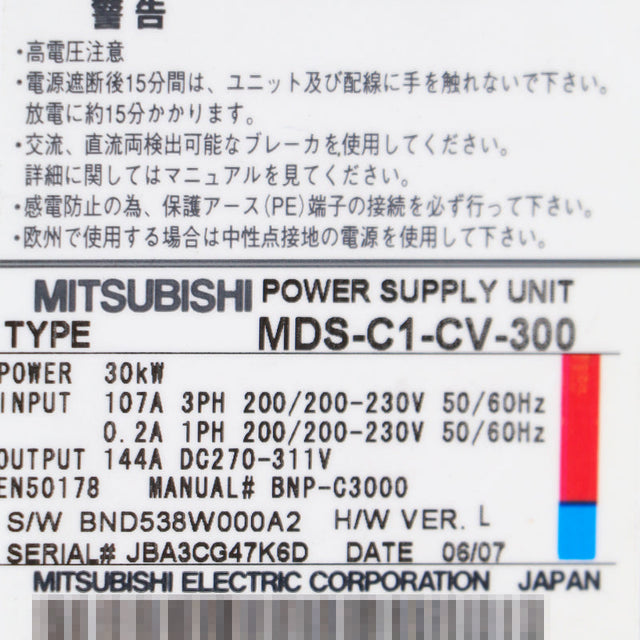 警告
・高電圧注意
・電源遮断後15分間は、ユニット及び配線に手を触れないで下さい。
放電に約15分かかります。
・交流、直流両検出可能なブレーカを使用してください。
詳細に関してはマニュアルを見てください。
・感電防止の為、保護アース(PE)端子の接続を必ず行って下さい。
・欧州で使用する場合は中性点接地の電源を使用して下さい。
MITSUBISHI POWER SUPPLY UNIT
TYPE MDS-C1-CV-300
POWER 30kW
INPUT 107A 3PH 200/200-230V 50/60Hz
0.2A 1PH 200/200-230V 50/60Hz
OUTPUT 144A DC270-311V
EN50178 MANUAL# BNP-C3000
S/W BND538W000A2 H/W VER. L
SERIAL# JBA3CG47K6D DATE 06/07
MITSUBISHI ELECTRIC CORPORATION JAPAN